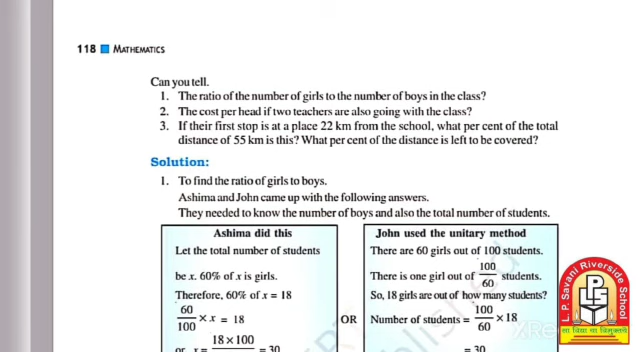 118 MATHEMATICS
Can you tell.
1. The ratio of the number of girls to the number of boys in the class?
2. The cost per head if two teachers are also going with the class?
3. If their first stop is at a place 22 km from the school, what per cent of the total
distance of 55 km is this? What per cent of the distance is left to be covered?
Solution:
1. To find the ratio of girls to boys.
Ashima and John came up with the following answers.
They needed to know the number of boys and also the total number of students.
Ashima did this
Let the total number of students
be x. 60% of x is girls.
Therefore, 60% of x = 18
60/100 × x = 18
or, x = 18 × 100 = 30
OR
John used the unitary method
There are 60 girls out of 100 students.
There is one girl out of 100/60 students.
So, 18 girls are out of how many students?
Number of students = 100/60 × 18
= 30
L. P. Savani Riverside School
LPS
सा विद्या या विमुक्तये